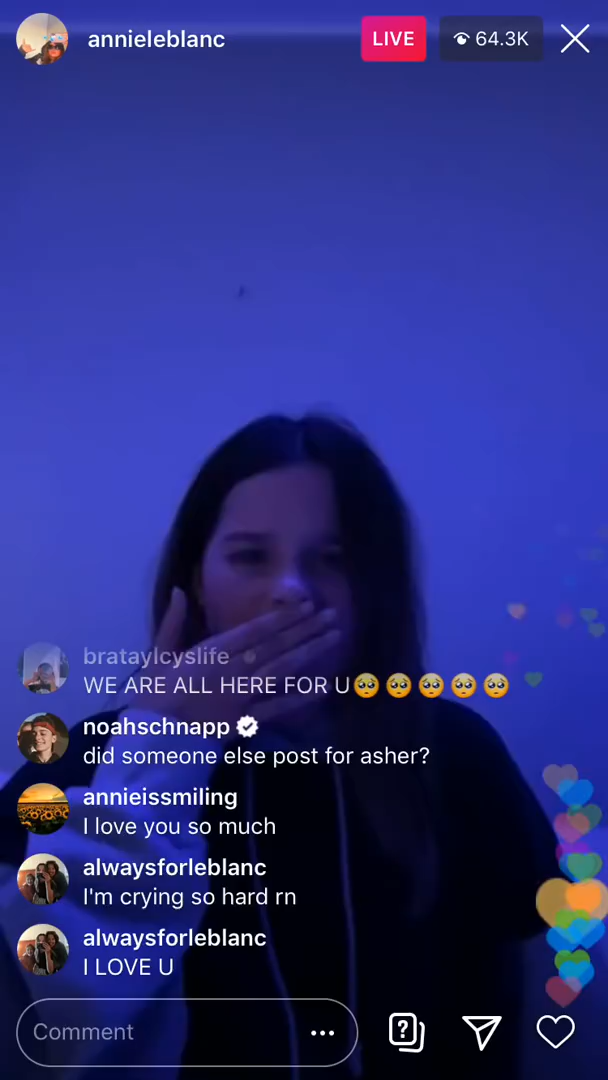 annieleblanc LIVE 64.3K
brataylcyslife
WE ARE ALL HERE FOR U🥺🥺🥺🥺🥺
noahschnapp
did someone else post for asher?
annieissmiling
I love you so much
alwaysforleblanc
I'm crying so hard rn
alwaysforleblanc
I LOVE U
Comment